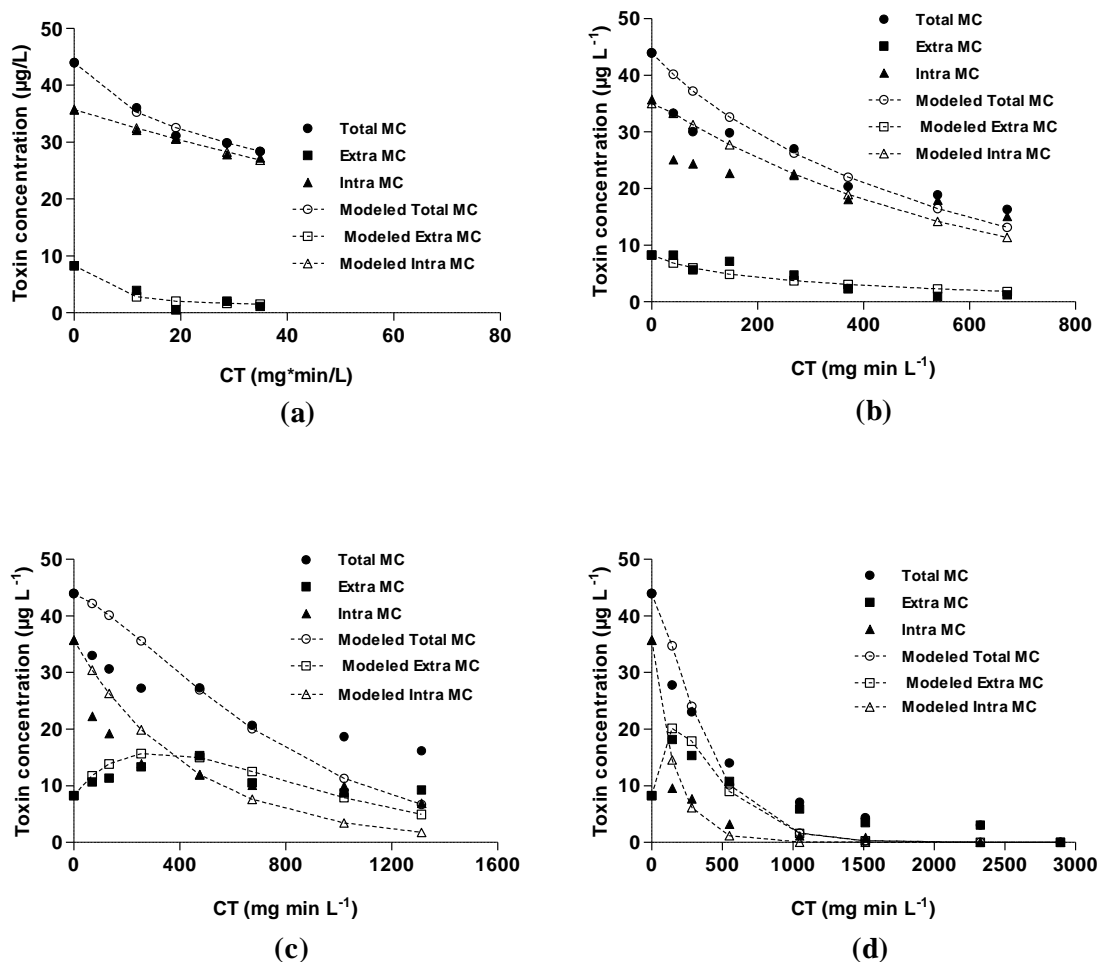 50
40
30
20
10
0
Toxin concentration (µg/L)
0 20 40 60 80
CT (mg*min/L)
Total MC
Extra MC
Intra MC
Modeled Total MC
Modeled Extra MC
Modeled Intra MC
(a)
50
40
30
20
10
0
Toxin concentration (µg L⁻¹)
0 200 400 600 800
CT (mg min L⁻¹)
Total MC
Extra MC
Intra MC
Modeled Total MC
Modeled Extra MC
Modeled Intra MC
(b)
50
40
30
20
10
0
Toxin concentration (µg L⁻¹)
0 400 800 1200 1600
CT (mg min L⁻¹)
Total MC
Extra MC
Intra MC
Modeled Total MC
Modeled Extra MC
Modeled Intra MC
(c)
50
40
30
20
10
0
Toxin concentration (µg L⁻¹)
0 500 1000 1500 2000 2500 3000
CT (mg min L⁻¹)
Total MC
Extra MC
Intra MC
Modeled Total MC
Modeled Extra MC
Modeled Intra MC
(d)